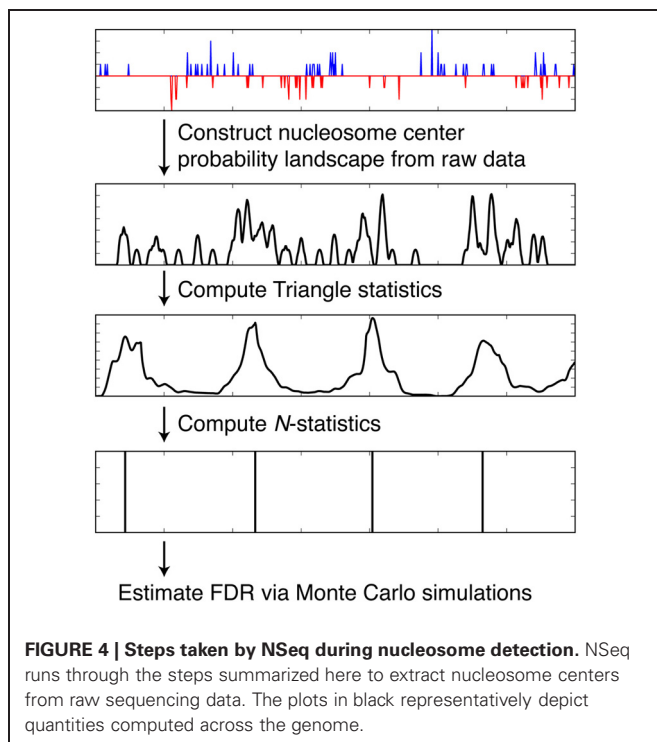 Construct nucleosome center
probability landscape from raw data
Compute Triangle statistics
Compute N-statistics
Estimate FDR via Monte Carlo simulations
FIGURE 4 | Steps taken by NSeq during nucleosome detection. NSeq
runs through the steps summarized here to extract nucleosome centers
from raw sequencing data. The plots in black representatively depict
quantities computed across the genome.